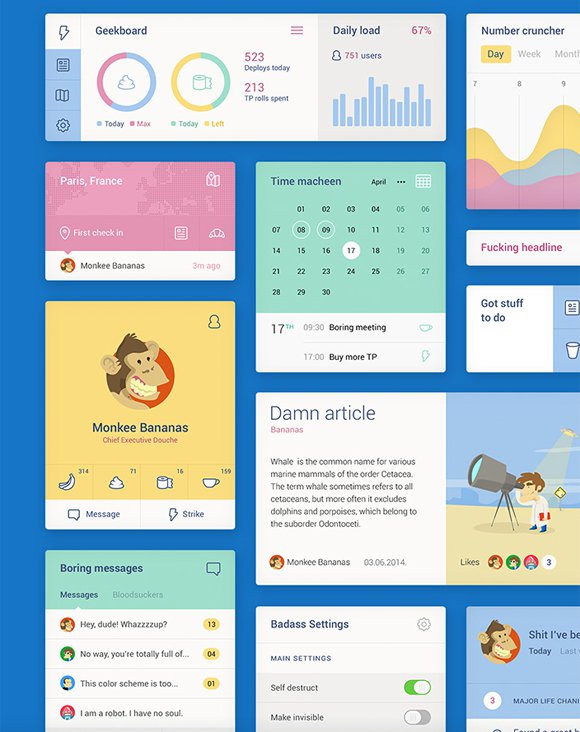 Geekboard
523
Deploys today
213
TP rolls spent
Today
Max
Today
Left
Daily load
67%
751 users
Number cruncher
Day
Week
Month
7
8
9
Paris, France
First check in
Monkee Bananas
3m ago
Time macheen
April
01 02 03 04 05 06
07 08 09 10 11 12 13
14 15 16 17 18 19 20
21 22 23 24 25 26 27
28 29 30
17TH
09:30 Boring meeting
17:00 Buy more TP
Fucking headline
Got stuff
to do
Monkee Bananas
Chief Executive Douche
314
71
16
159
Message
Strike
Damn article
Bananas
Whale is the common name for various
marine mammals of the order Cetacea.
The term whale sometimes refers to all
cetaceans, but more often it excludes
dolphins and porpoises, which belong to
the suborder Odontoceti.
Monkee Bananas
03.06.2014.
Likes
3
Boring messages
Messages
Bloodsuckers
Hey, dude! Whazzzzup?
13
No way, you're totally full of...
04
This color scheme is too...
01
I am a robot. I have no soul.
Badass Settings
MAIN SETTINGS
Self destruct
Make invisible
Shit I've be
Today
Last
3
MAJOR LIFE CHAN
Found a great b